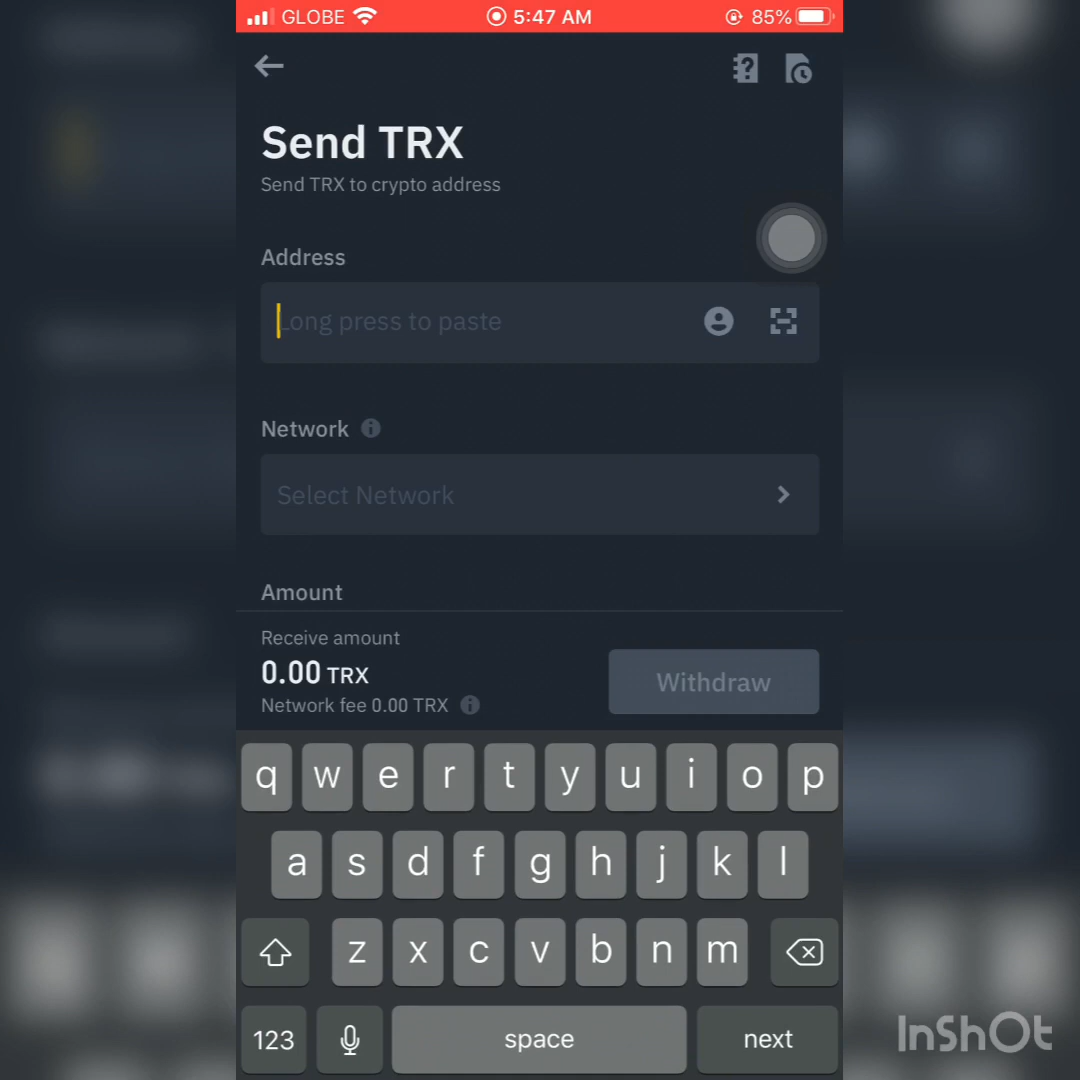 GLOBE 5:47 AM 85%
Send TRX
Send TRX to crypto address
Address
Long press to paste
Network
Select Network
Amount
Receive amount
0.00 TRX
Network fee 0.00 TRX
Withdraw
q w e r t y u i o p
a s d f g h j k l
z x c v b n m
123 space next
InShOt